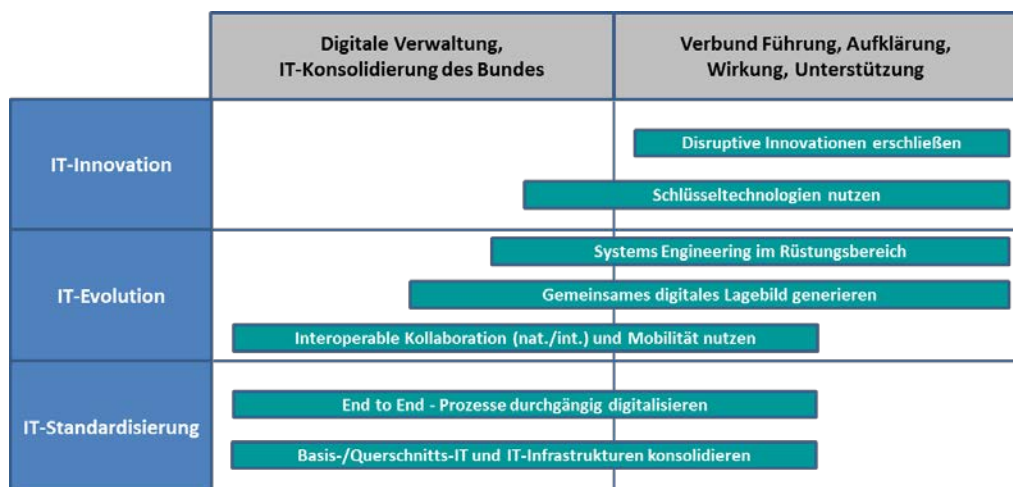 Digitale Verwaltung,
IT-Konsolidierung des Bundes
Verbund Führung, Aufklärung,
Wirkung, Unterstützung
IT-Innovation
Disruptive Innovationen erschließen
Schlüsseltechnologien nutzen
IT-Evolution
Systems Engineering im Rüstungsbereich
Gemeinsames digitales Lagebild generieren
Interoperable Kollaboration (nat./int.) und Mobilität nutzen
IT-Standardisierung
End to End - Prozesse durchgängig digitalisieren
Basis-/Querschnitts-IT und IT-Infrastrukturen konsolidieren